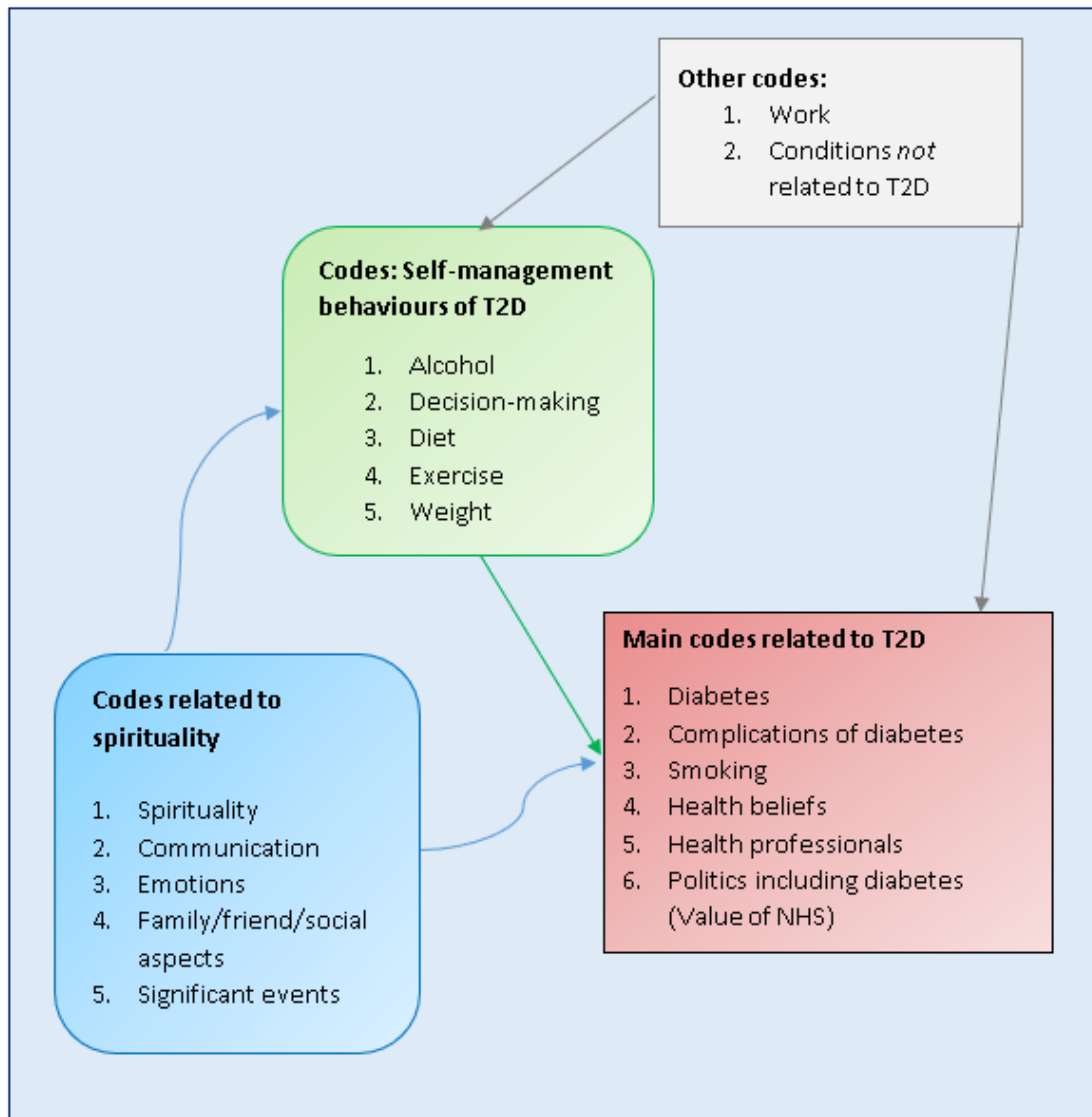 Other codes:
1. Work
2. Conditions not
related to T2D
Codes: Self-management
behaviours of T2D
1. Alcohol
2. Decision-making
3. Diet
4. Exercise
5. Weight
Codes related to
spirituality
1. Spirituality
2. Communication
3. Emotions
4. Family/friend/social
aspects
5. Significant events
Main codes related to T2D
1. Diabetes
2. Complications of diabetes
3. Smoking
4. Health beliefs
5. Health professionals
6. Politics including diabetes
(Value of NHS)